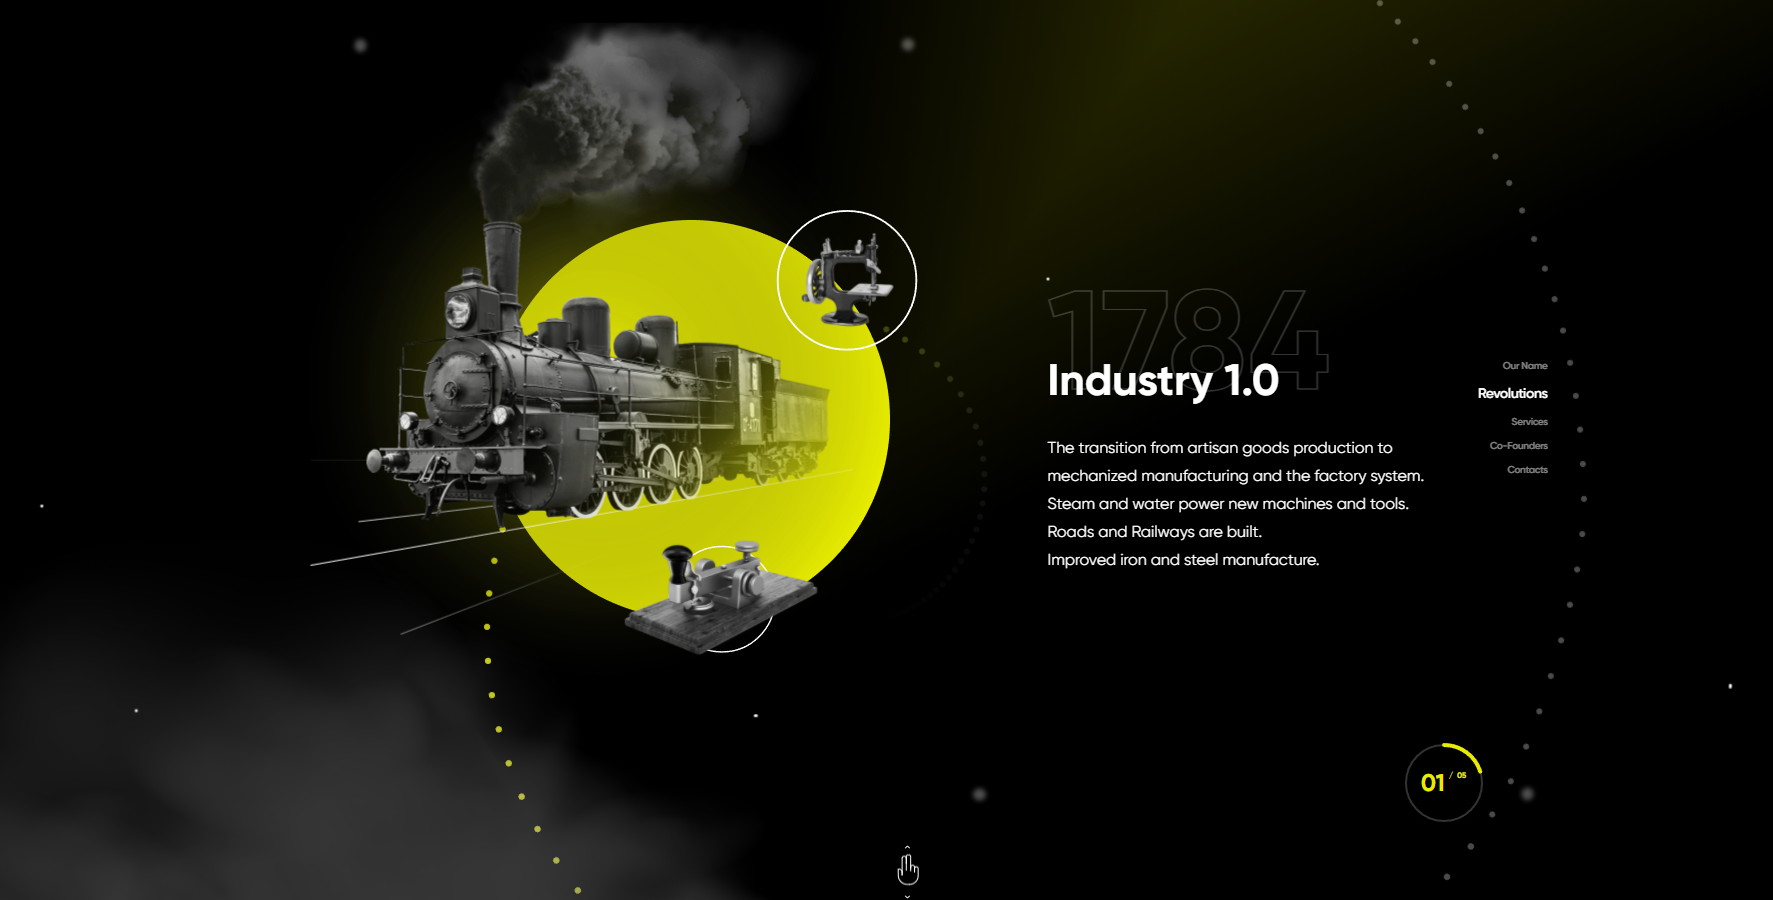 1784
Industry 1.0
The transition from artisan goods production to
mechanized manufacturing and the factory system.
Steam and water power new machines and tools.
Roads and Railways are built.
Improved iron and steel manufacture.
Our Name
Revolutions
Services
Co-Founders
Contacts
01 / 05